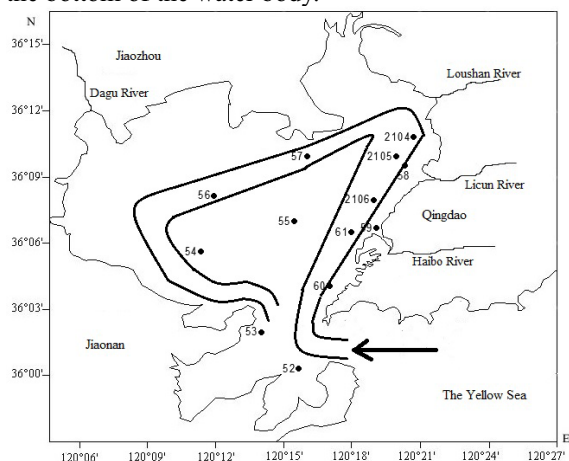 the bottom of the water body.
N
36°15'
Jiaozhou
Loushan River
Dagu River
36°12'
2104
57
2105
36°09'
58
Licun River
56
2106
Qingdao
55
59
61
36°06'
54
Haibo River
60
36°03'
53
Jiaonan
52
36°00'
The Yellow Sea
E
120°06'
120°09'
120°12'
120°15'
120°18'
120°21'
120°24'
120°27'